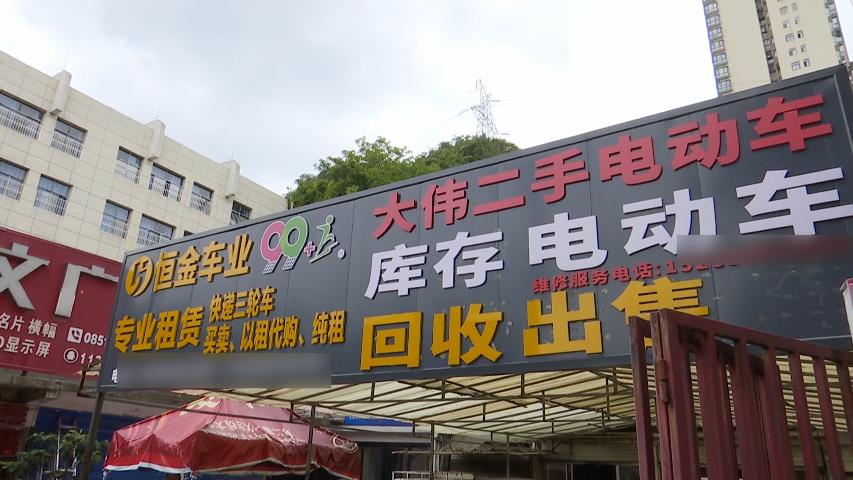 文广
名片 横幅
显示屏
恒金车业
99+
专业租赁
快递三轮车
买卖、以租代购、纯租
大伟二手电动车
库存电动车
维修服务电话:
回收出售